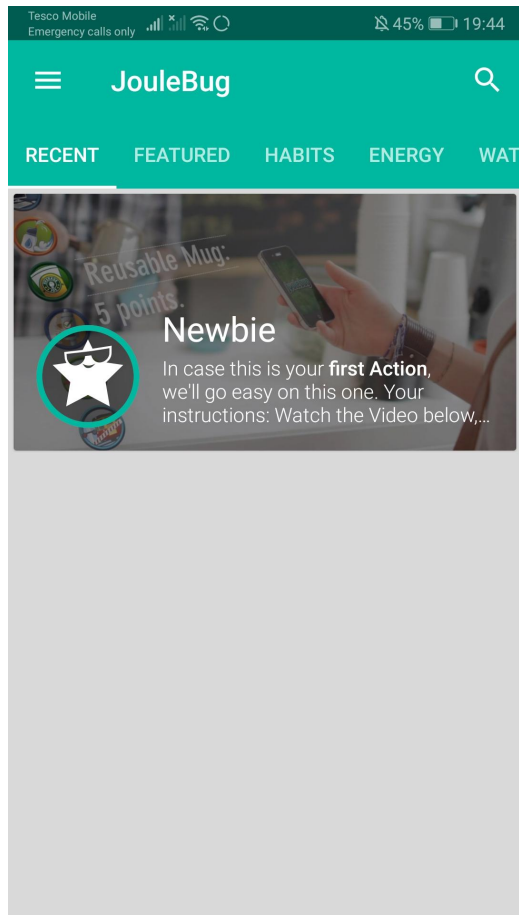 Tesco Mobile
Emergency calls only
45% 19:44
JouleBug
RECENT FEATURED HABITS ENERGY WAT
Reusable Mug:
5 points.
Newbie
In case this is your first Action,
we'll go easy on this one. Your
instructions: Watch the Video below,...